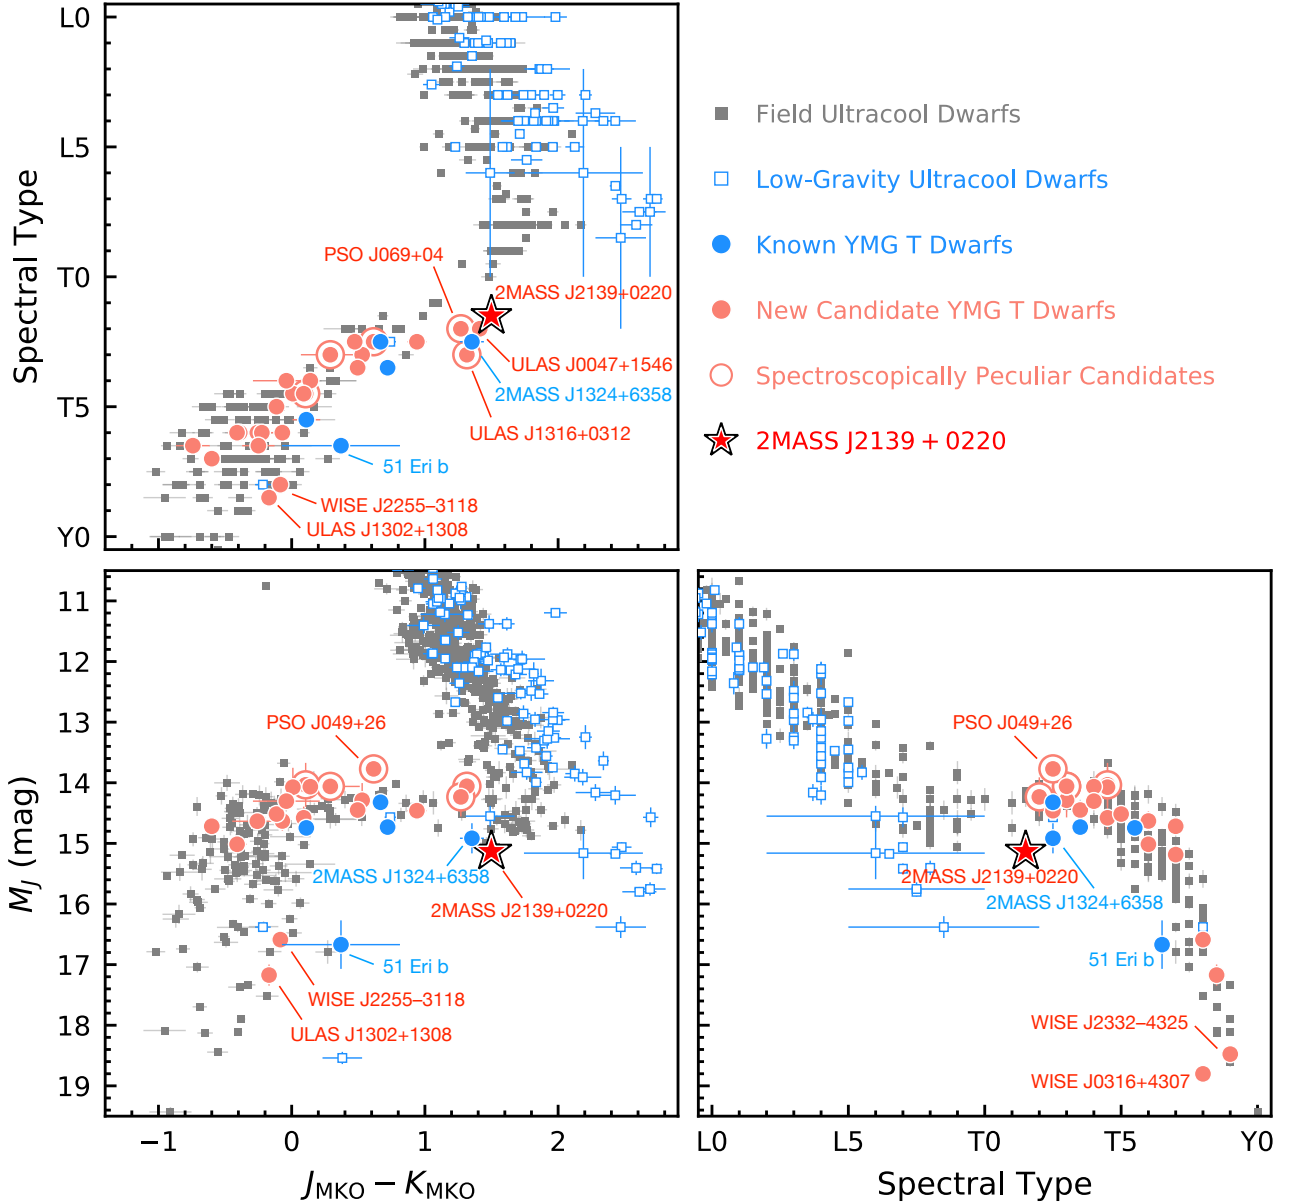 L0
L5
T0
T5
Y0
Spectral Type
PSO J069+04
2MASS J2139+0220
ULAS J0047+1546
2MASS J1324+6358
ULAS J1316+0312
51 Eri b
WISE J2255–3118
ULAS J1302+1308
Field Ultracool Dwarfs
Low-Gravity Ultracool Dwarfs
Known YMG T Dwarfs
New Candidate YMG T Dwarfs
Spectroscopically Peculiar Candidates
2MASS J2139 + 0220
11
12
13
14
15
16
17
18
19
M_J (mag)
PSO J049+26
2MASS J1324+6358
2MASS J2139+0220
51 Eri b
WISE J2255–3118
ULAS J1302+1308
−1
0
1
2
J_MKO − K_MKO
PSO J049+26
2MASS J2139+0220
2MASS J1324+6358
51 Eri b
WISE J2332–4325
WISE J0316+4307
L0
L5
T0
T5
Y0
Spectral Type